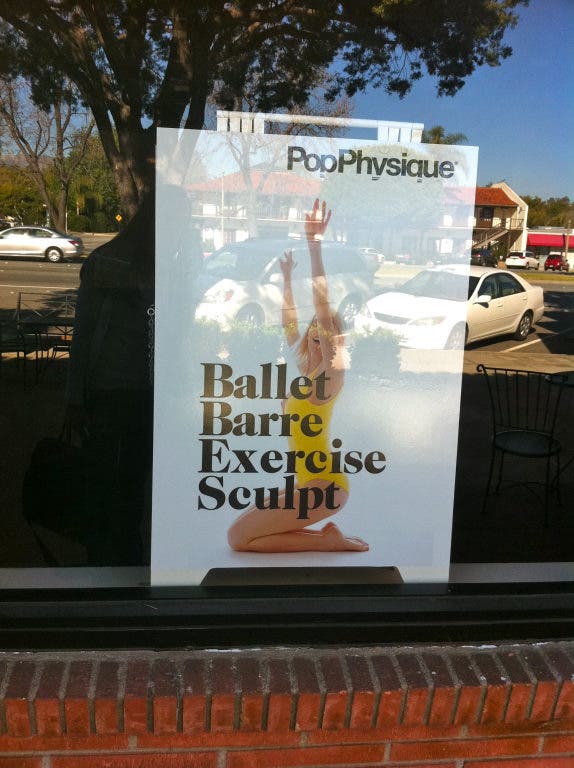 PopPhysique
Ballet
Barre
Exercise
Sculpt